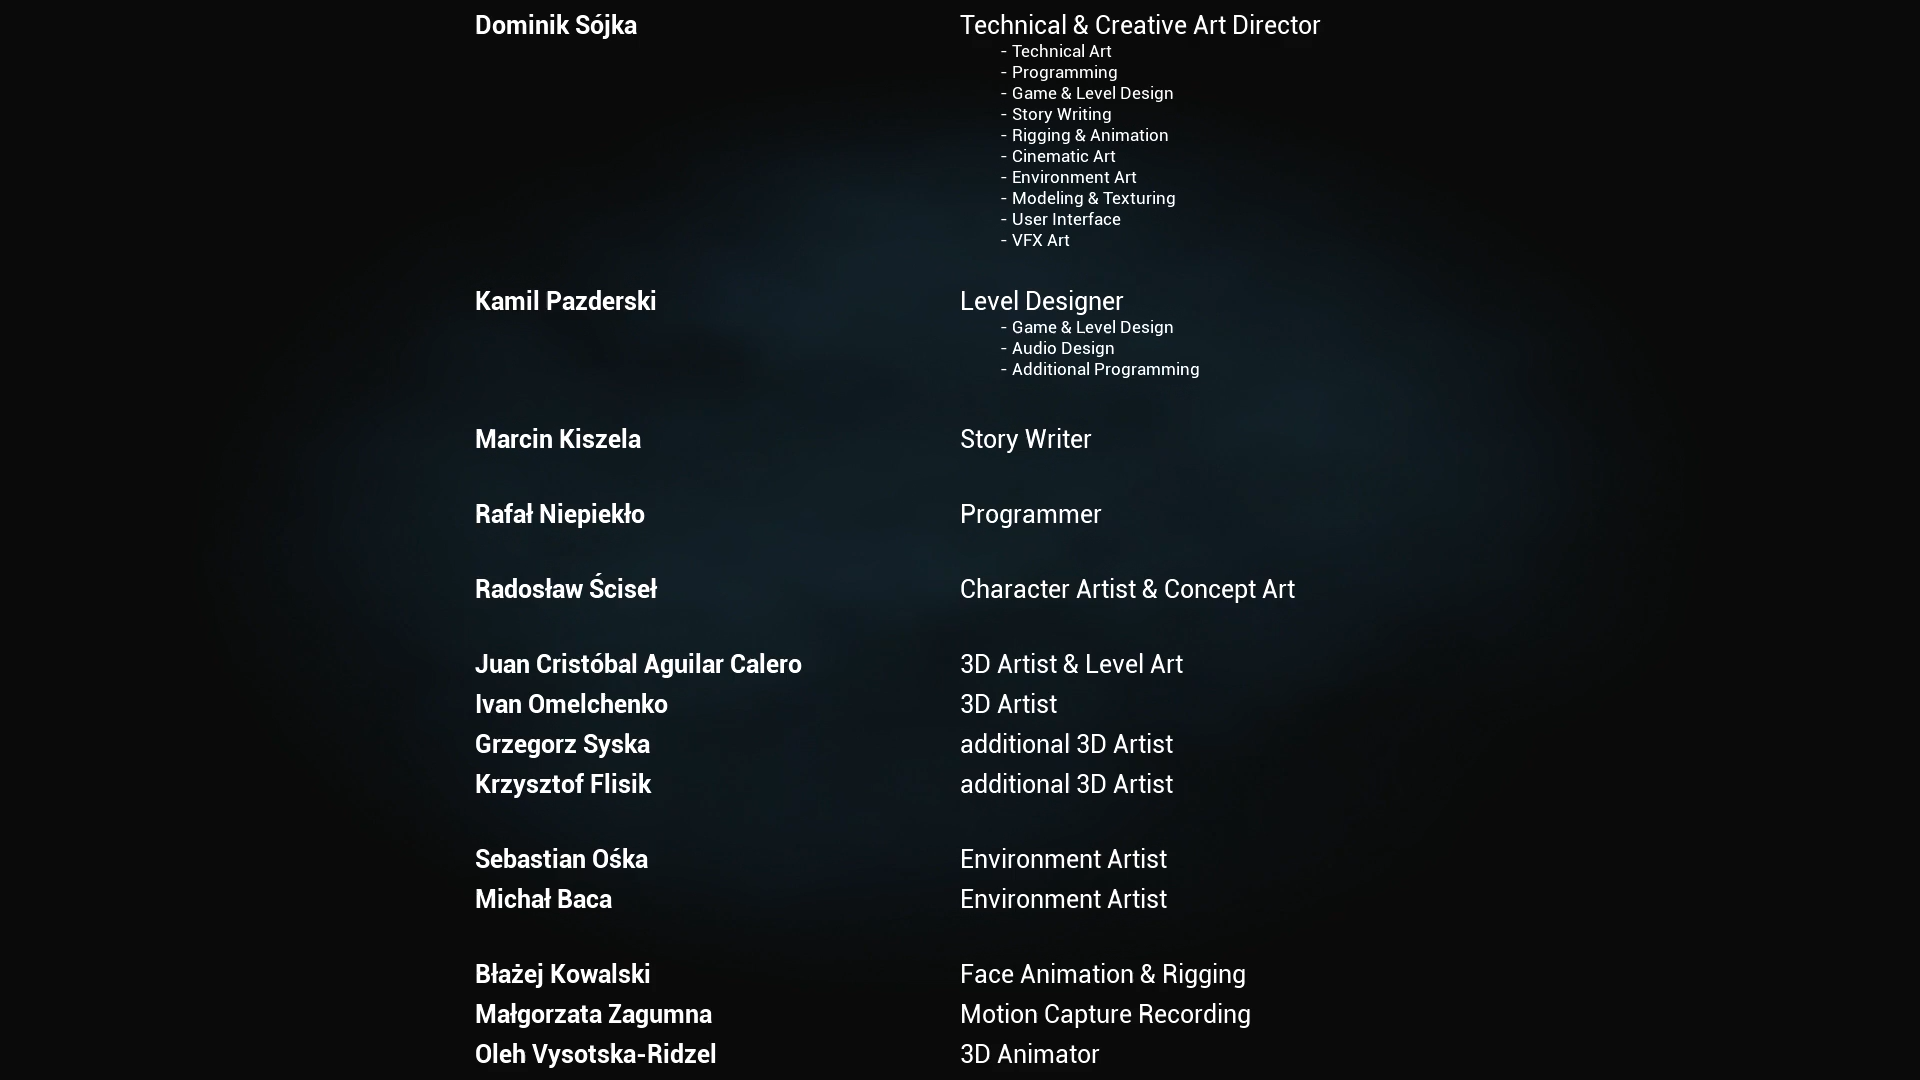 Dominik Sójka Technical & Creative Art Director
- Technical Art
- Programming
- Game & Level Design
- Story Writing
- Rigging & Animation
- Cinematic Art
- Environment Art
- Modeling & Texturing
- User Interface
- VFX Art
Kamil Pazderski Level Designer
- Game & Level Design
- Audio Design
- Additional Programming
Marcin Kiszela Story Writer
Rafał Niepiekło Programmer
Radosław Ściseł Character Artist & Concept Art
Juan Cristóbal Aguilar Calero 3D Artist & Level Art
Ivan Omelchenko 3D Artist
Grzegorz Syska additional 3D Artist
Krzysztof Flisik additional 3D Artist
Sebastian Ośka Environment Artist
Michał Baca Environment Artist
Błażej Kowalski Face Animation & Rigging
Małgorzata Zagumna Motion Capture Recording
Oleh Vysotska-Ridzel 3D Animator